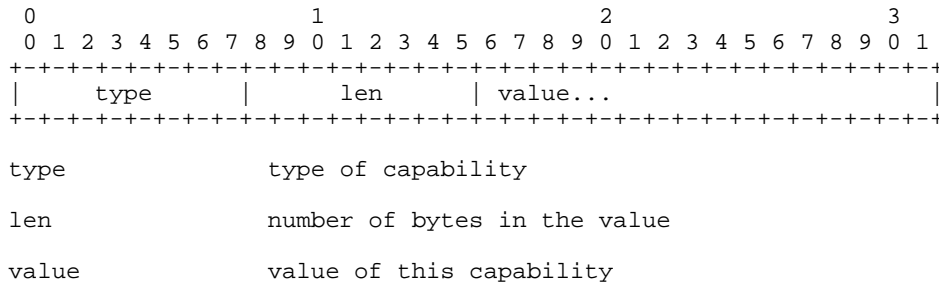 0                   1                   2                   3
 0 1 2 3 4 5 6 7 8 9 0 1 2 3 4 5 6 7 8 9 0 1 2 3 4 5 6 7 8 9 0 1
+-+-+-+-+-+-+-+-+-+-+-+-+-+-+-+-+-+-+-+-+-+-+-+-+-+-+-+-+-+-+-+-+
|     type      |      len      | value...                      |
+-+-+-+-+-+-+-+-+-+-+-+-+-+-+-+-+-+-+-+-+-+-+-+-+-+-+-+-+-+-+-+-+
type              type of capability
len               number of bytes in the value
value             value of this capability